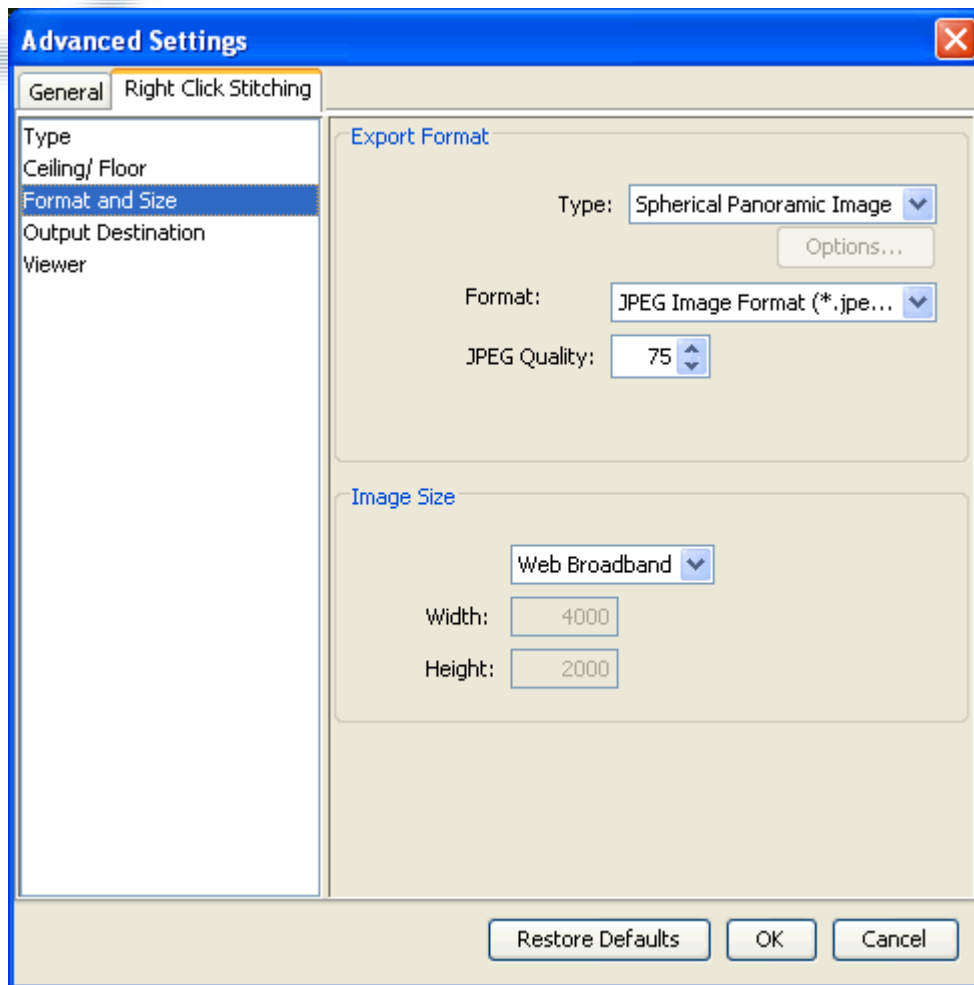 Advanced Settings
General Right Click Stitching
Type
Ceiling/ Floor
Format and Size
Output Destination
Viewer
Export Format
Type: Spherical Panoramic Image
Options...
Format: JPEG Image Format (*.jpe...
JPEG Quality: 75
Image Size
Web Broadband
Width: 4000
Height: 2000
Restore Defaults OK Cancel